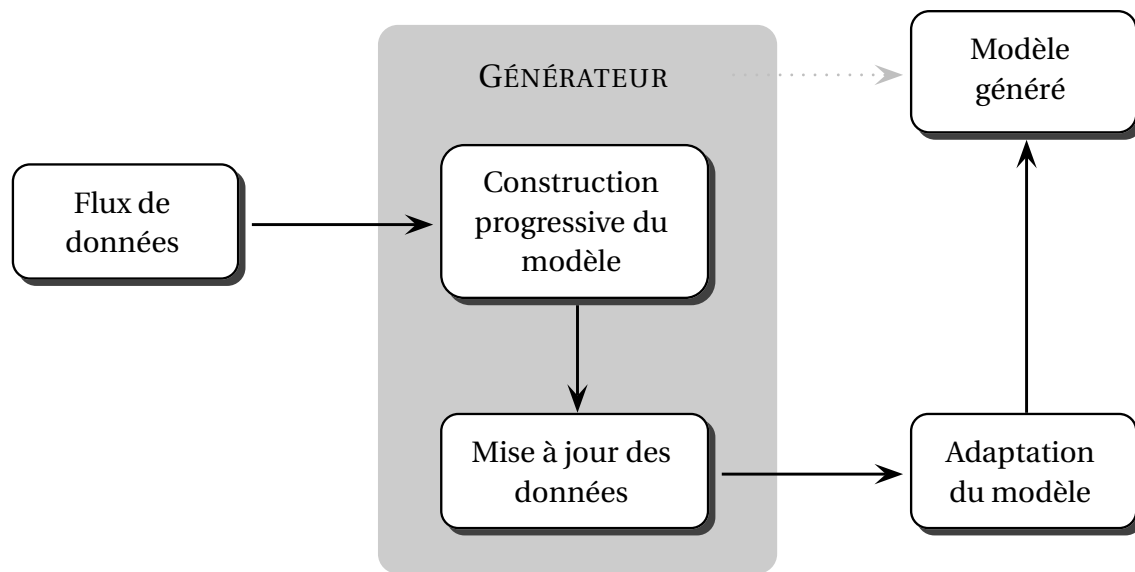 Flux de
données
GÉNÉRATEUR
Construction
progressive du
modèle
Mise à jour des
données
Adaptation
du modèle
Modèle
généré